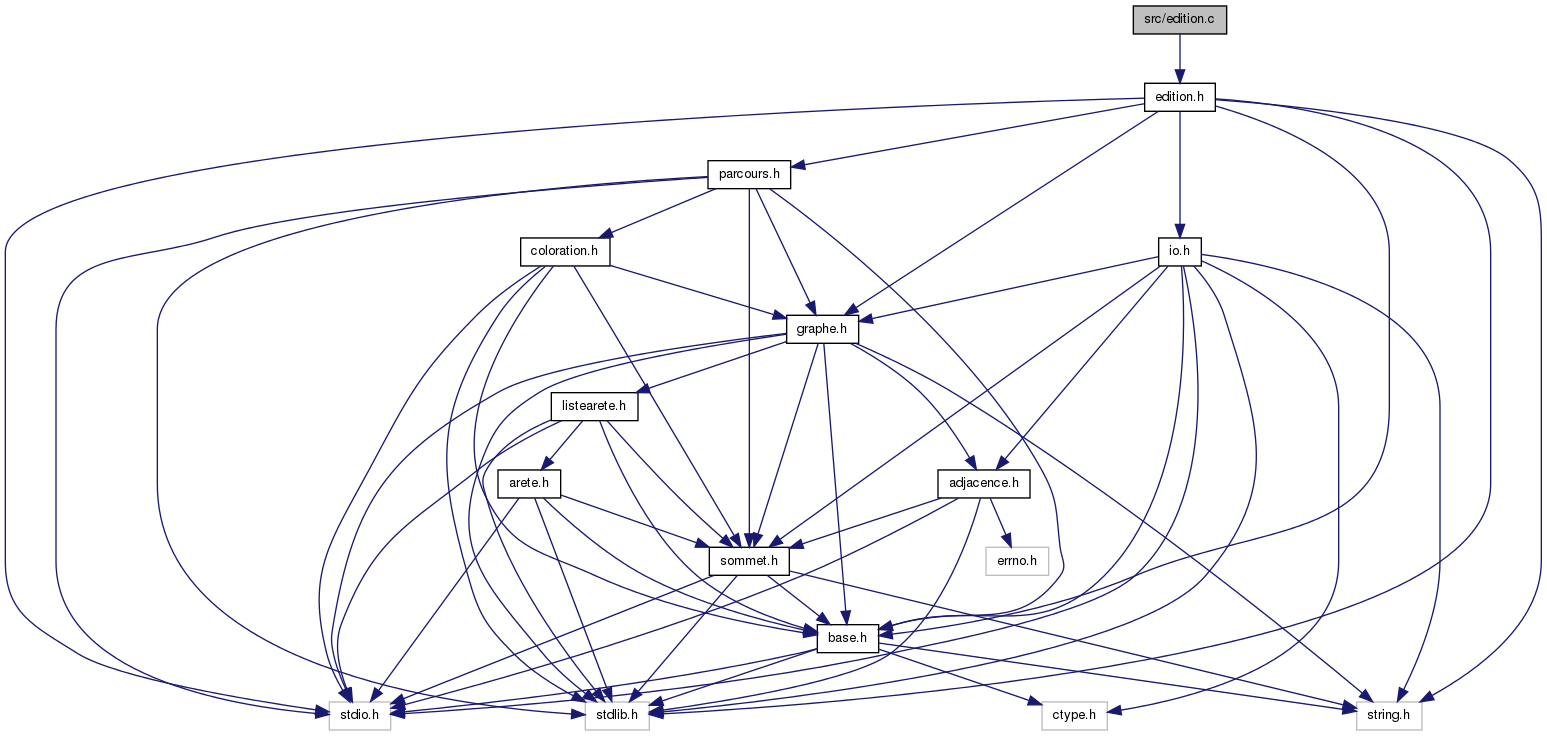 src/edition.c
edition.h
parcours.h
coloration.h
io.h
graphe.h
listearete.h
arete.h
adjacence.h
sommet.h
errno.h
base.h
stdio.h
stdlib.h
ctype.h
string.h